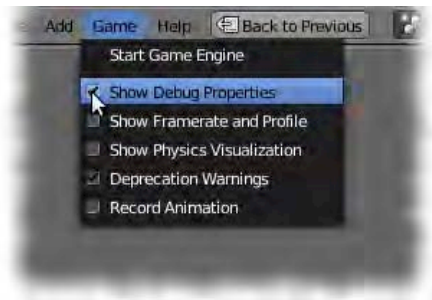 Add Game Help Back to Previous
Start Game Engine
Show Debug Properties
Show Framerate and Profile
Show Physics Visualization
Deprecation Warnings
Record Animation